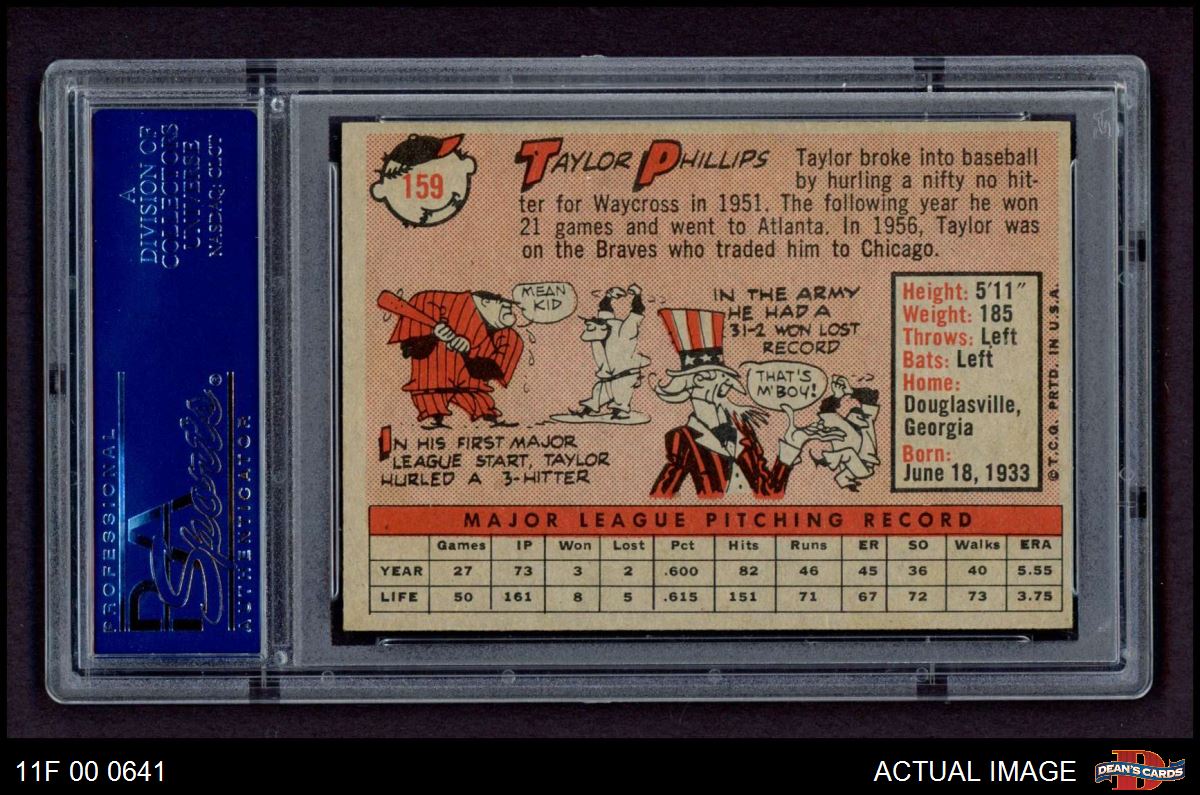 A
DIVISION OF
COLLECTORS
UNIVERSE
NASDAQ: CLCT
PROFESSIONAL
PSA
Sports®
AUTHENTICATOR
159
TAYLOR PHILLIPS
Taylor broke into baseball
by hurling a nifty no hit-
ter for Waycross in 1951. The following year he won
21 games and went to Atlanta. In 1956, Taylor was
on the Braves who traded him to Chicago.
MEAN
KID
IN HIS FIRST MAJOR
LEAGUE START, TAYLOR
HURLED A 3-HITTER
IN THE ARMY
HE HAD A
31-2 WON LOST
RECORD
THAT'S
M'BOY!
Height: 5'11"
Weight: 185
Throws: Left
Bats: Left
Home:
Douglasville,
Georgia
Born:
June 18, 1933
© T.C.G. PRTD. IN U.S.A.
MAJOR LEAGUE PITCHING RECORD
Games IP Won Lost Pct Hits Runs ER SO Walks ERA
YEAR 27 73 3 2 .600 82 46 45 36 40 5.55
LIFE 50 161 8 5 .615 151 71 67 72 73 3.75
11F 00 0641
ACTUAL IMAGE
D
DEAN'S CARDS